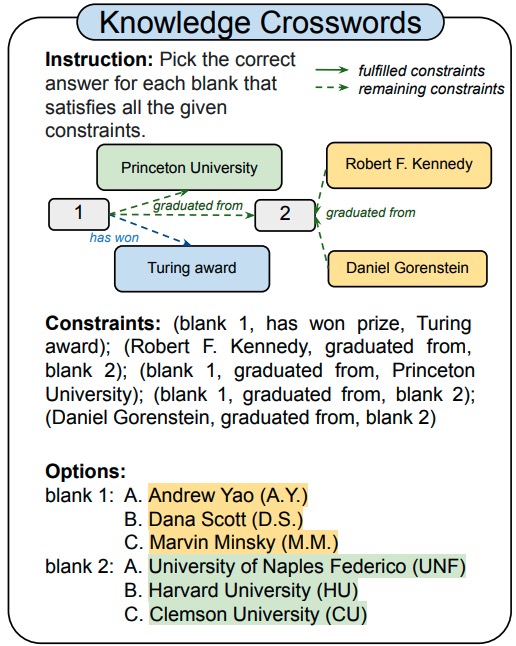 Knowledge Crosswords
Instruction: Pick the correct
answer for each blank that
satisfies all the given
constraints.
fulfilled constraints
remaining constraints
Princeton University
Robert F. Kennedy
1
graduated from
2
graduated from
has won
Turing award
Daniel Gorenstein
Constraints: (blank 1, has won prize, Turing
award); (Robert F. Kennedy, graduated from,
blank 2); (blank 1, graduated from, Princeton
University); (blank 1, graduated from, blank 2);
(Daniel Gorenstein, graduated from, blank 2)
Options:
blank 1: A. Andrew Yao (A.Y.)
B. Dana Scott (D.S.)
C. Marvin Minsky (M.M.)
blank 2: A. University of Naples Federico (UNF)
B. Harvard University (HU)
C. Clemson University (CU)